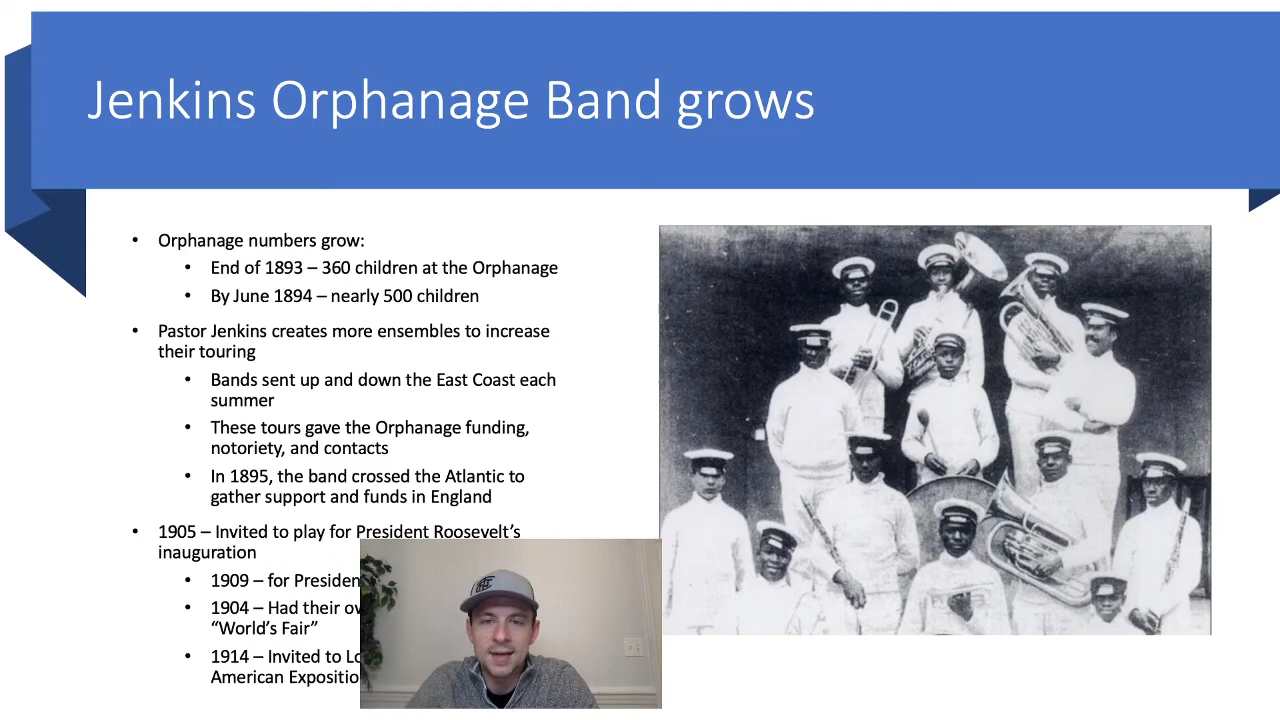 Jenkins Orphanage Band grows
• Orphanage numbers grow:
• End of 1893 – 360 children at the Orphanage
• By June 1894 – nearly 500 children
• Pastor Jenkins creates more ensembles to increase
their touring
• Bands sent up and down the East Coast each
summer
• These tours gave the Orphanage funding,
notoriety, and contacts
• In 1895, the band crossed the Atlantic to
gather support and funds in England
• 1905 – Invited to play for President Roosevelt’s
inauguration
• 1909 – for
• 1904 – Had their
“World’s Fair”
• 1914 – Invited to
American